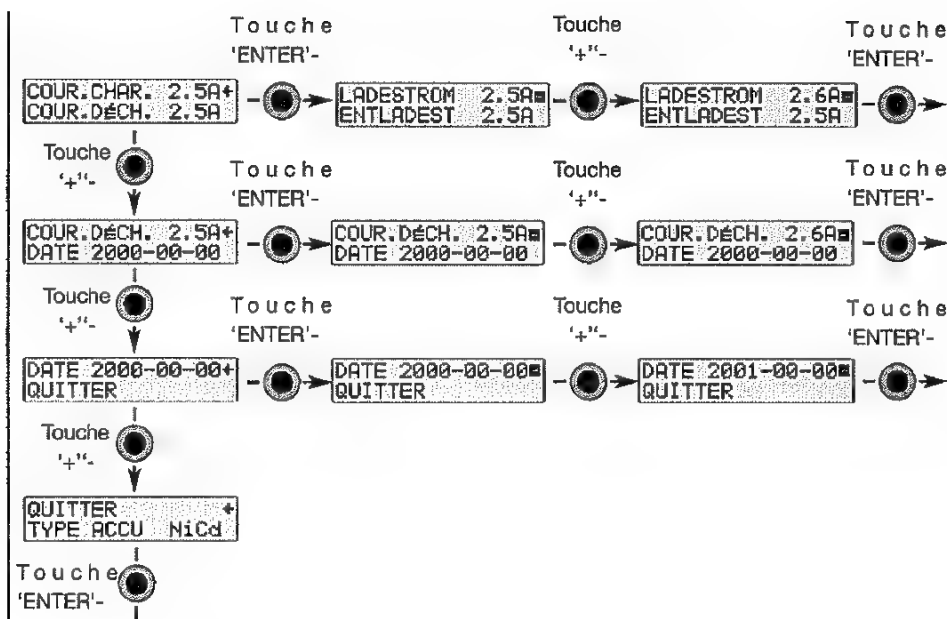 Touche 'ENTER'-
Touche '+"-
Touche 'ENTER'-
COUR.CHAR. 2.5A
COUR.DÉCH. 2.5A
LADESTROM 2.5A
ENTLADEST 2.5A
LADESTROM 2.6A
ENTLADEST 2.5A
Touche '+"-
Touche 'ENTER'-
Touche '+"-
Touche 'ENTER'-
COUR.DÉCH. 2.5A
DATE 2000-00-00
COUR.DÉCH. 2.5A
DATE 2000-00-00
COUR.DÉCH. 2.6A
DATE 2000-00-00
Touche '+"-
Touche 'ENTER'-
Touche '+"-
Touche 'ENTER'-
DATE 2000-00-00
QUITTER
DATE 2000-00-00
QUITTER
DATE 2001-00-00
QUITTER
Touche '+"-
QUITTER
TYPE ACCU NiCd
Touche 'ENTER'-